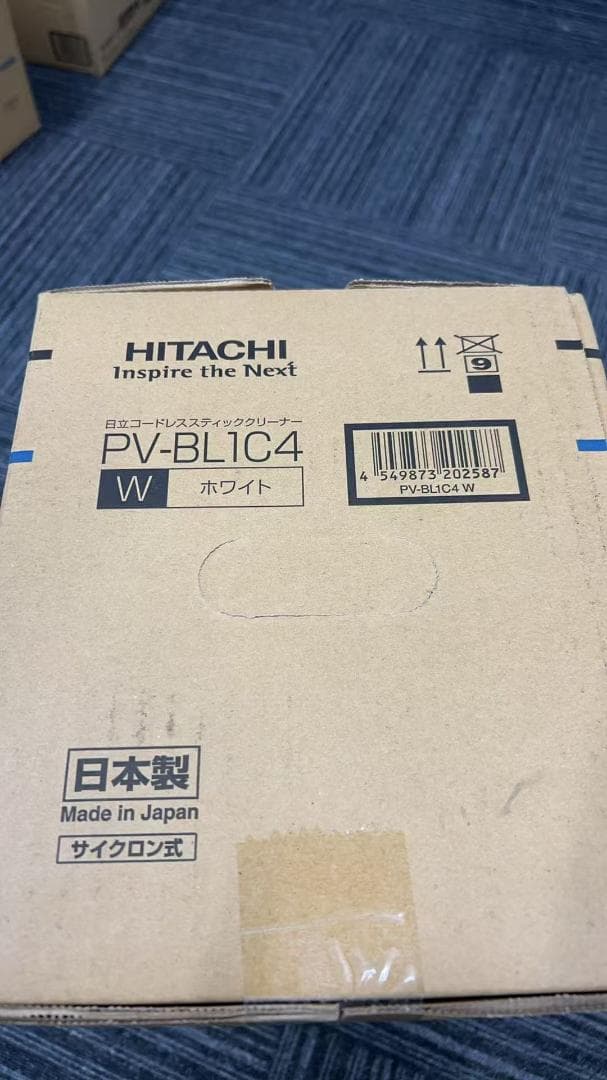 HITACHI
Inspire the Next
9
日立コードレススティッククリーナー
PV-BL1C4
W ホワイト
4 549873 202587
PV-BL1C4 W
日本製
Made in Japan
サイクロン式